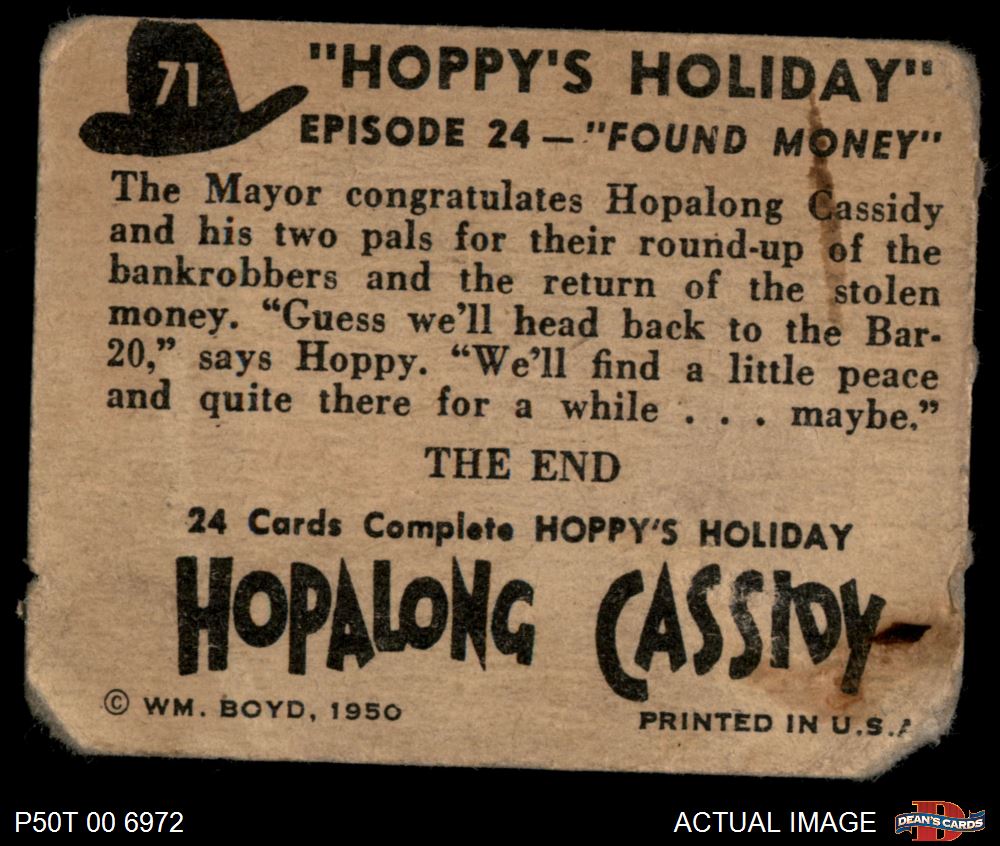 71
"HOPPY'S HOLIDAY"
EPISODE 24 — "FOUND MONEY"
The Mayor congratulates Hopalong Cassidy
and his two pals for their round-up of the
bankrobbers and the return of the stolen
money. “Guess we’ll head back to the Bar-
20,” says Hoppy. “We’ll find a little peace
and quite there for a while . . . maybe.”
THE END
24 Cards Complete HOPPY'S HOLIDAY
HOPALONG CASSIDY
© WM. BOYD, 1950
PRINTED IN U.S.A
P50T 00 6972
ACTUAL IMAGE
DEAN'S CARDS